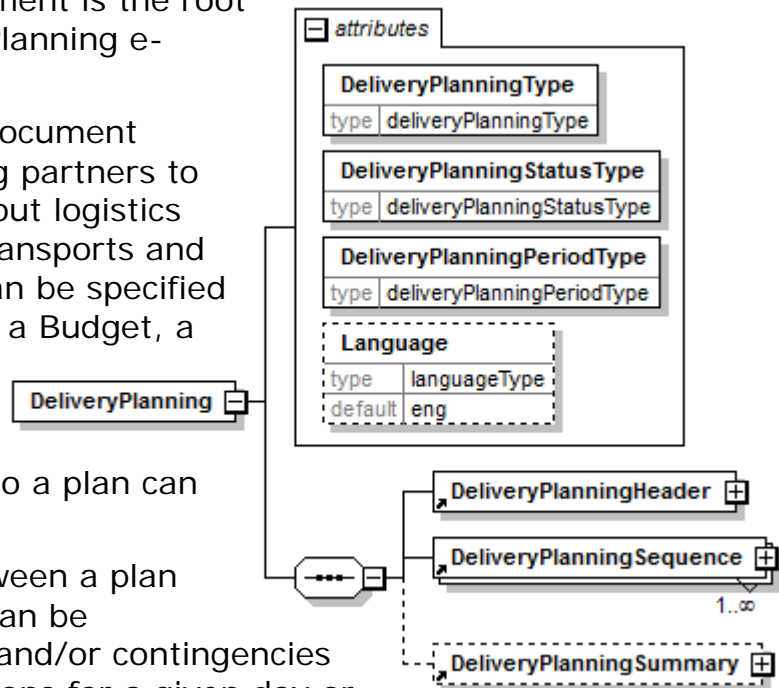 ment is the root
Planning e-
ocument
g partners to
out logistics
ansports and
an be specified
a Budget, a
o a plan can
ween a plan
an be
and/or contingencies
for a given day or
attributes
DeliveryPlanningType
type deliveryPlanningType
DeliveryPlanningStatusType
type deliveryPlanningStatusType
DeliveryPlanningPeriodType
type deliveryPlanningPeriodType
Language
type languageType
default eng
DeliveryPlanning
DeliveryPlanningHeader
DeliveryPlanningSequence
1..∞
DeliveryPlanningSummary